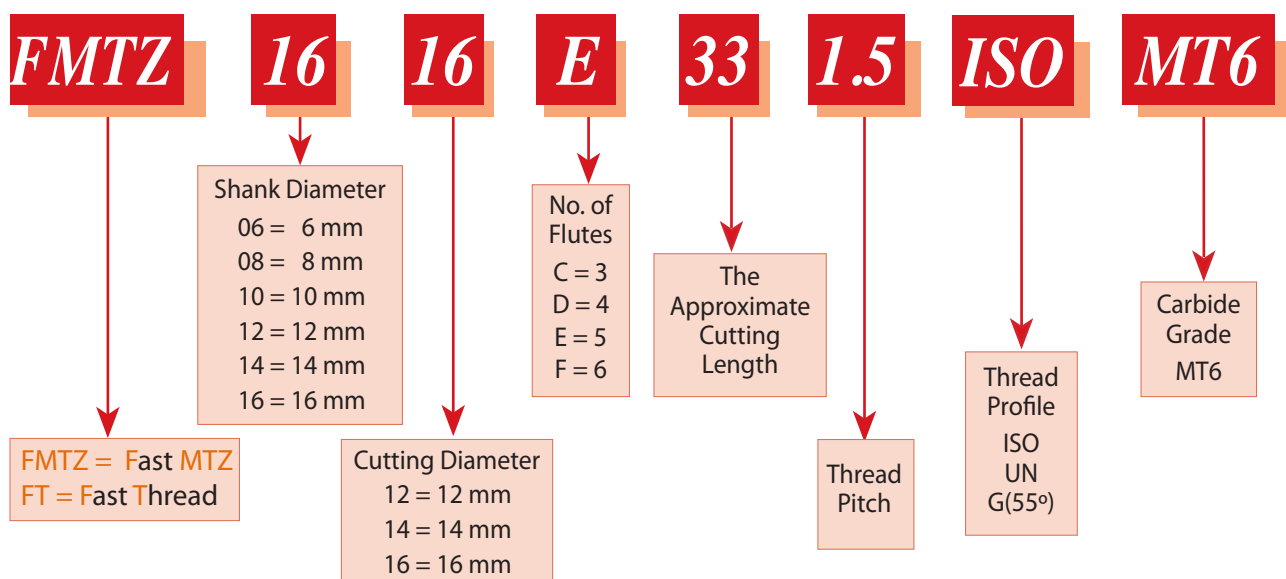 FMTZ 16 16 E 33 1.5 ISO MT6
Shank Diameter
06 = 6 mm
08 = 8 mm
10 = 10 mm
12 = 12 mm
14 = 14 mm
16 = 16 mm
No. of
Flutes
C = 3
D = 4
E = 5
F = 6
The
Approximate
Cutting
Length
Carbide
Grade
MT6
Thread
Profile
ISO
UN
G(55º)
FMTZ = Fast MTZ
FT = Fast Thread
Cutting Diameter
12 = 12 mm
14 = 14 mm
16 = 16 mm
Thread
Pitch